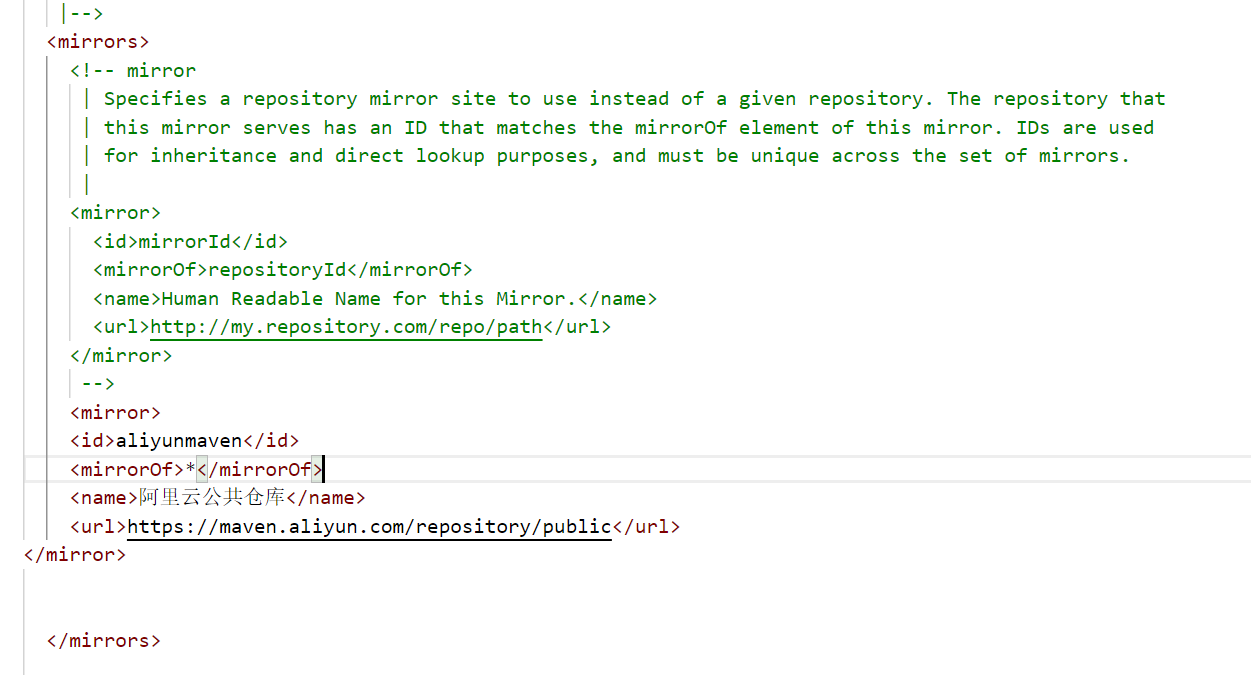 |-->
<mirrors>
<!-- mirror
| Specifies a repository mirror site to use instead of a given repository. The repository that
| this mirror serves has an ID that matches the mirrorOf element of this mirror. IDs are used
| for inheritance and direct lookup purposes, and must be unique across the set of mirrors.
|
<mirror>
<id>mirrorId</id>
<mirrorOf>repositoryId</mirrorOf>
<name>Human Readable Name for this Mirror.</name>
<url>http://my.repository.com/repo/path</url>
</mirror>
-->
<mirror>
<id>aliyunmaven</id>
<mirrorOf>*</mirrorOf>
<name>阿里云公共仓库</name>
<url>https://maven.aliyun.com/repository/public</url>
</mirror>
</mirrors>